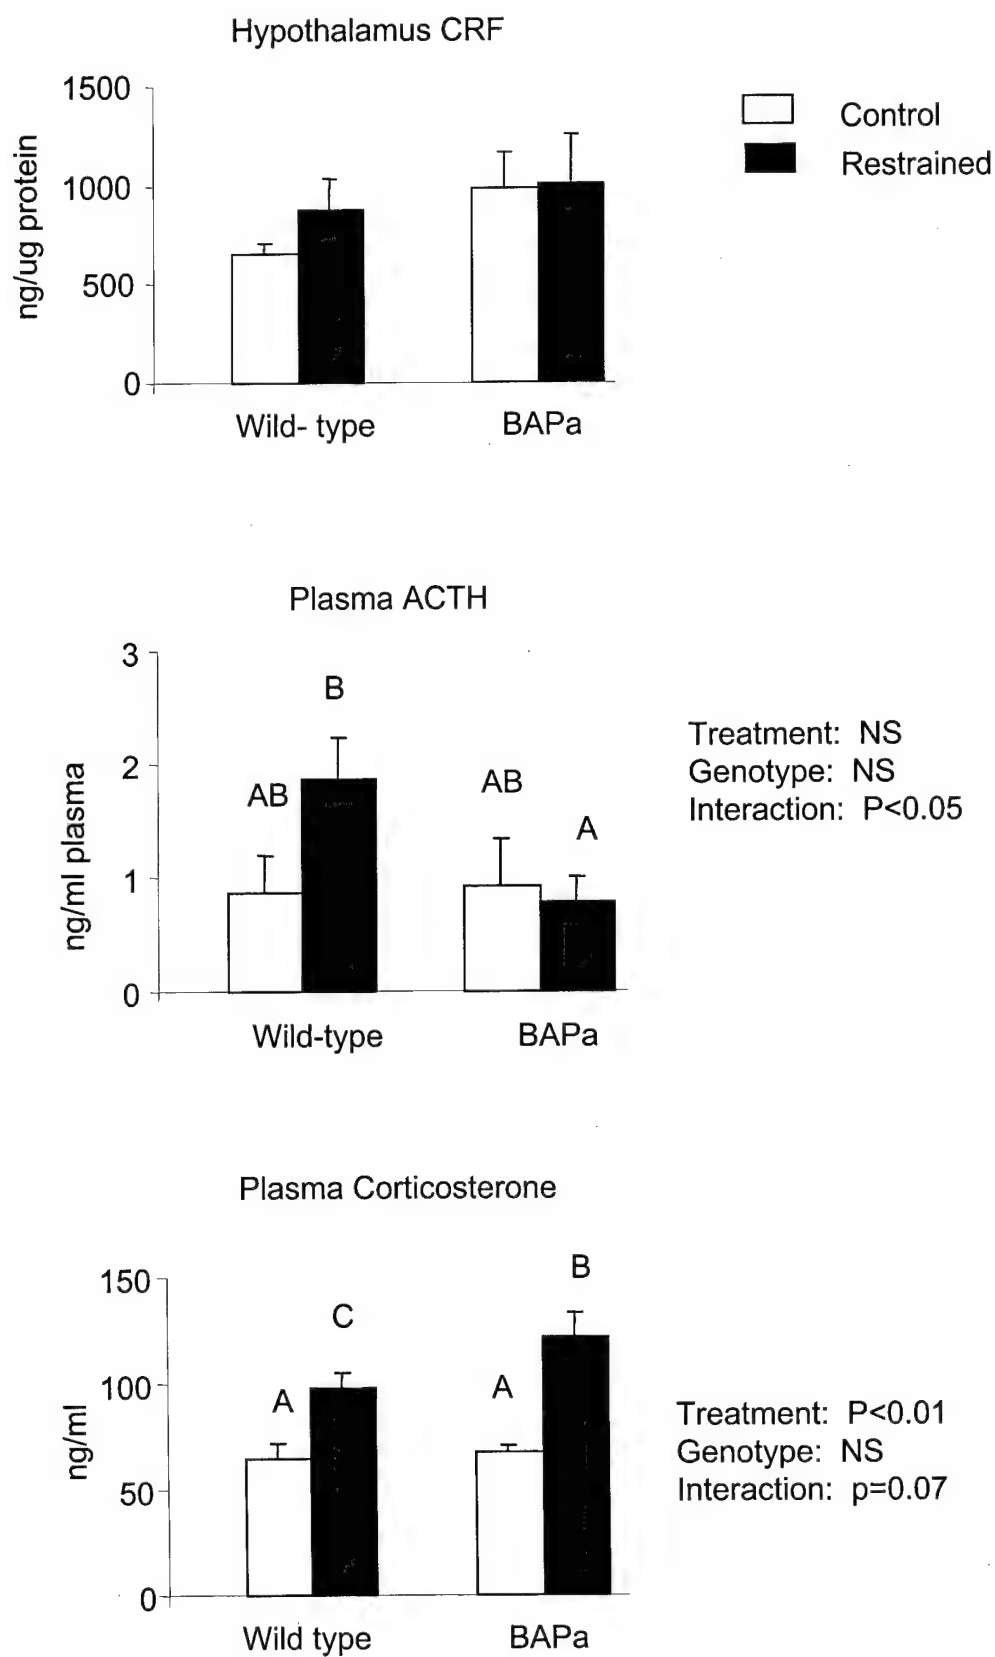 Hypothalamus CRF
1500
1000
500
0
ng/ug protein
Wild- type
BAPa
Control
Restrained
Plasma ACTH
3
2
1
0
ng/ml plasma
AB
B
AB
A
Wild-type
BAPa
Treatment: NS
Genotype: NS
Interaction: P<0.05
Plasma Corticosterone
150
100
50
0
ng/ml
A
C
A
B
Wild type
BAPa
Treatment: P<0.01
Genotype: NS
Interaction: p=0.07